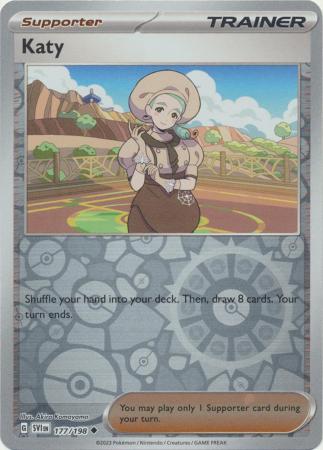 Supporter TRAINER
Katy
Shuffle your hand into your deck. Then, draw 8 cards. Your
turn ends.
Illus. Akira Komayama
G SVI EN 177/198
You may play only 1 Supporter card during
your turn.
©2023 Pokémon / Nintendo / Creatures / GAME FREAK